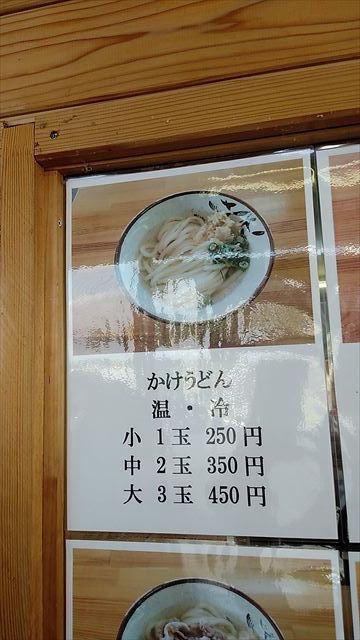 かけうどん
温・冷
小 1玉 250円
中 2玉 350円
大 3玉 450円